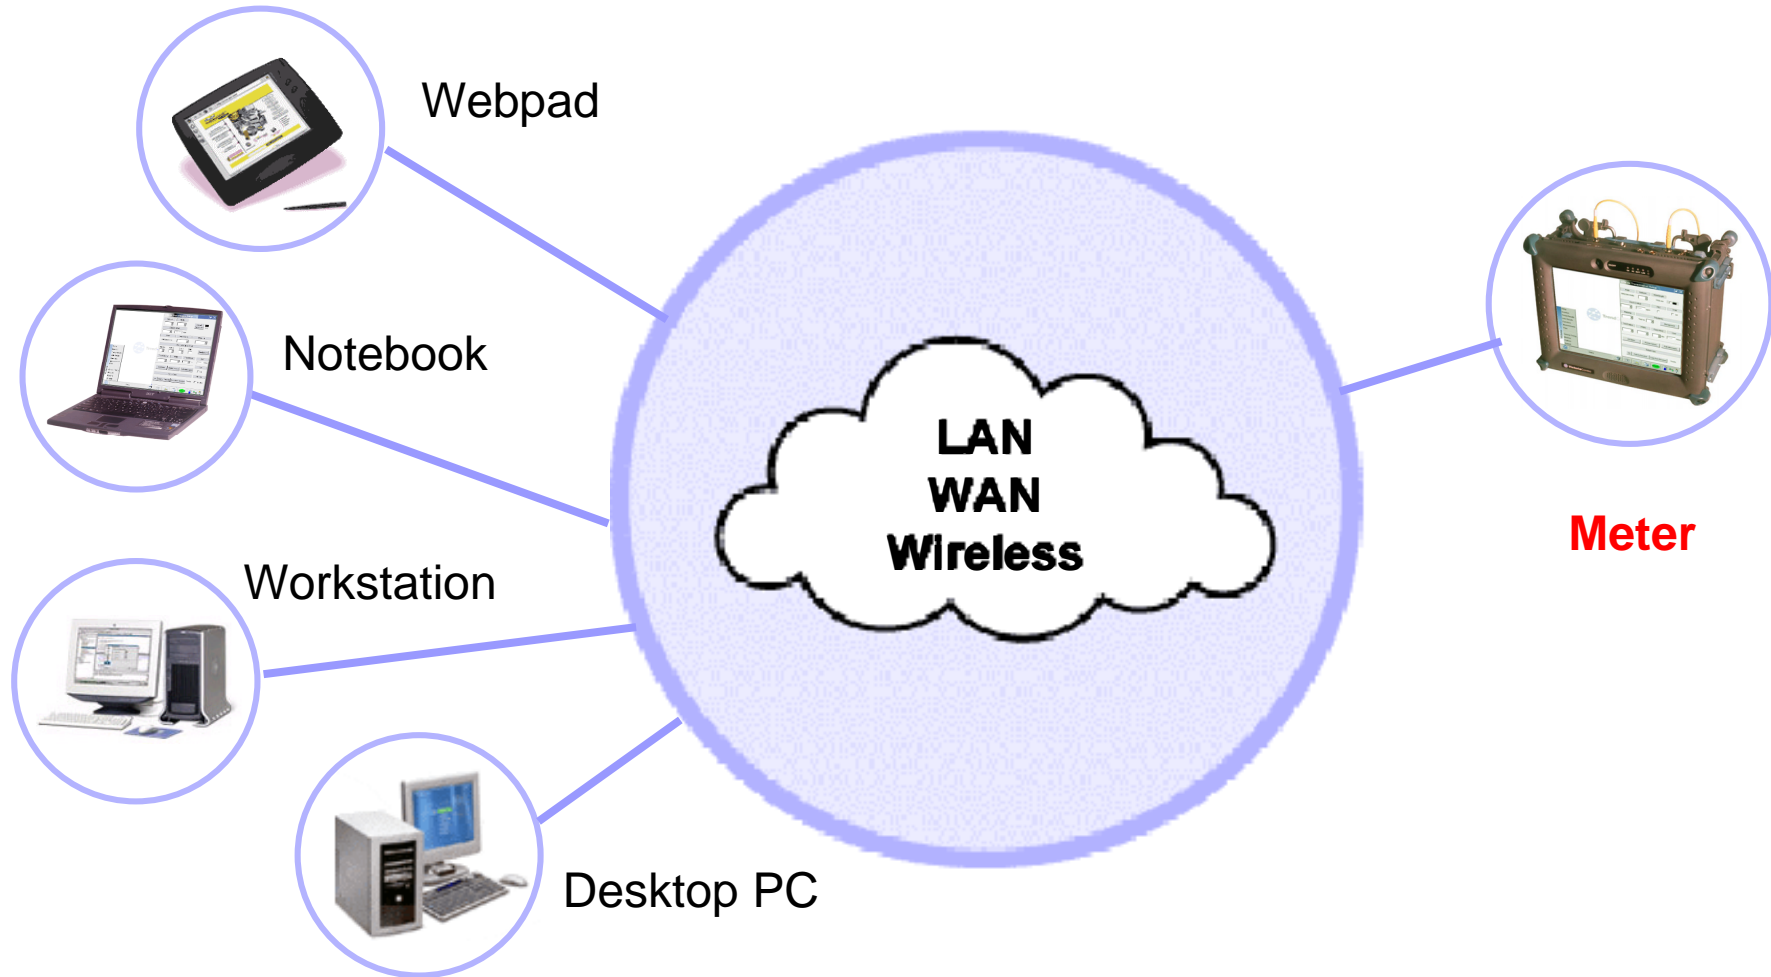 Webpad
Notebook
LAN
WAN
Wireless
Meter
Workstation
Desktop PC